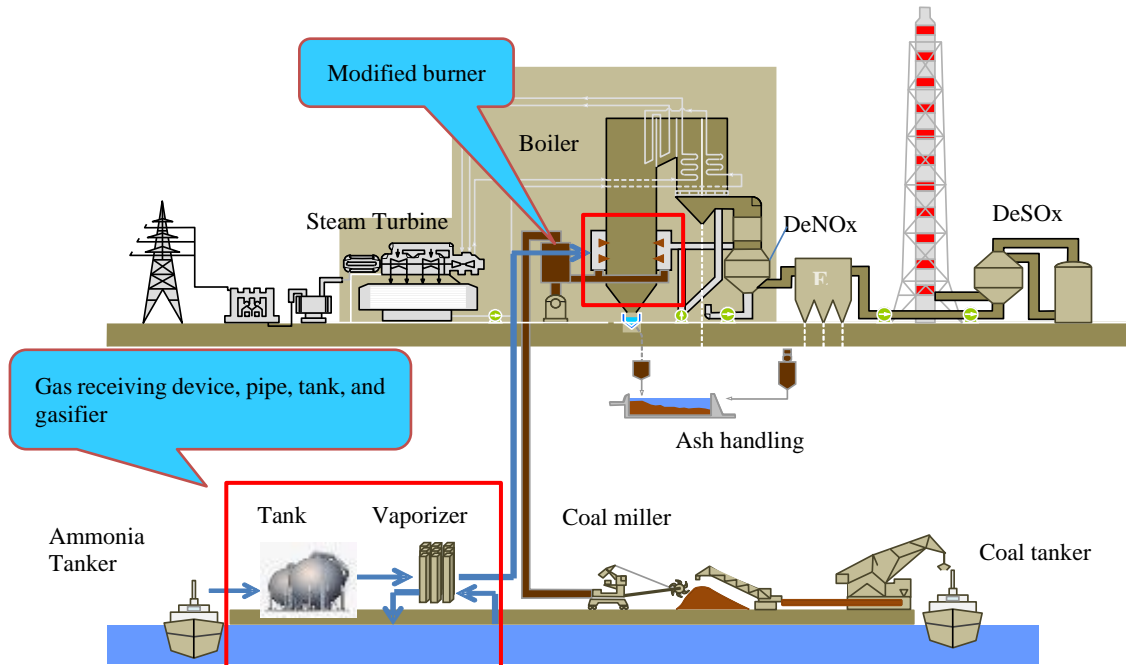 Modified burner
Boiler
Steam Turbine
DeNOx
DeSOx
E
Gas receiving device, pipe, tank, and
gasifier
Ash handling
Tank
Vaporizer
Coal miller
Ammonia
Tanker
Coal tanker